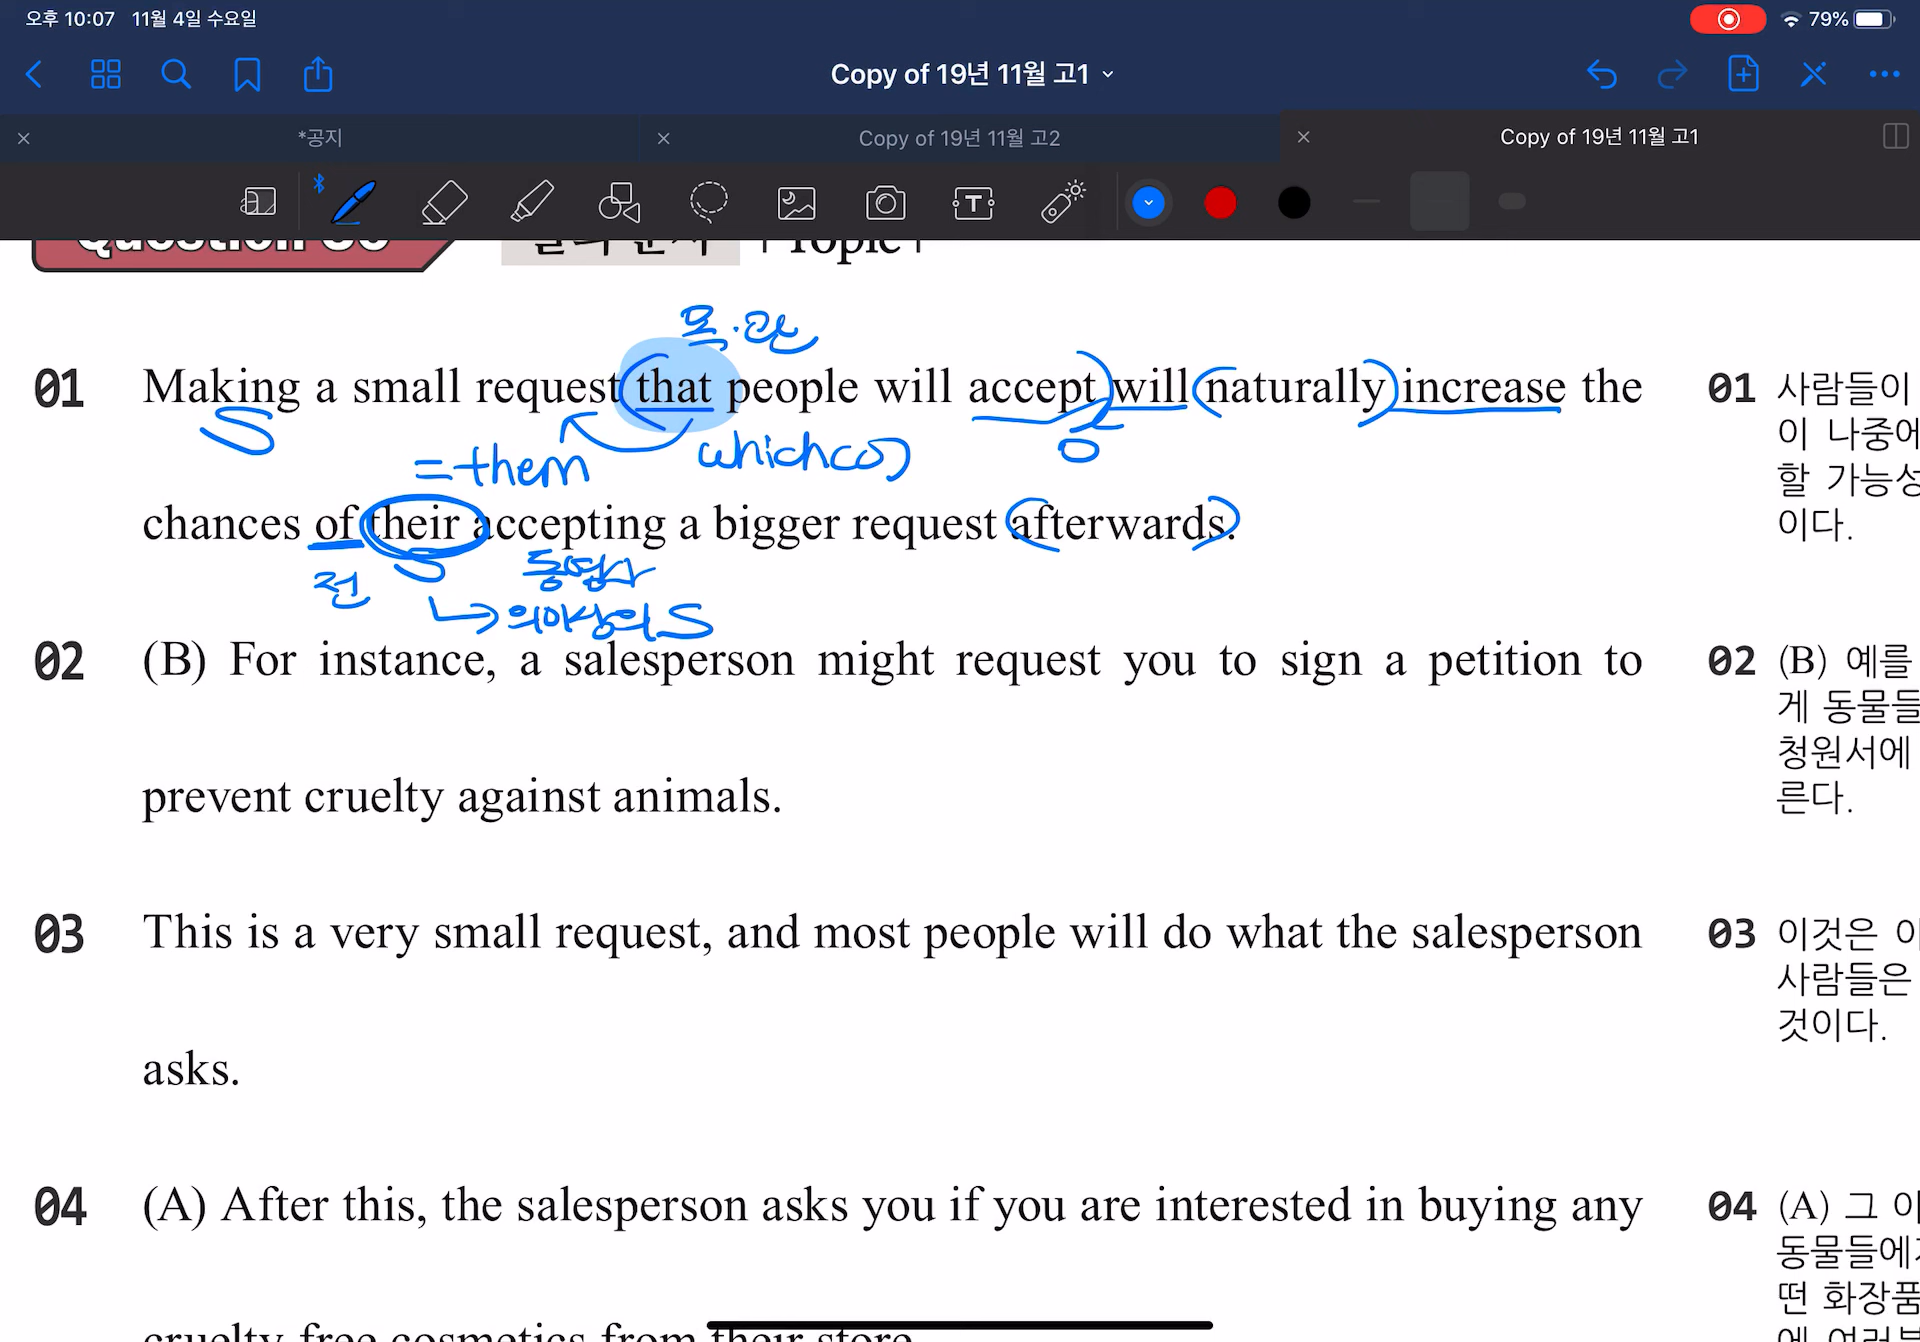 오후 10:07 11월 4일 수요일
79%
Copy of 19년 11월 고1
*공지
Copy of 19년 11월 고2
Copy of 19년 11월 고1
Topic
목.관
01 Making a small request that people will accept will naturally increase the
S
which(o)
= them
chances of their accepting a bigger request afterwards.
전 S 동명사
의미상의 S
02 (B) For instance, a salesperson might request you to sign a petition to
prevent cruelty against animals.
03 This is a very small request, and most people will do what the salesperson
asks.
04 (A) After this, the salesperson asks you if you are interested in buying any
cruelty-free cosmetics from their store.
01 사람들이
이 나중에
할 가능성
이다.
02 (B) 예를
게 동물들
청원서에
른다.
03 이것은 아
사람들은
것이다.
04 (A) 그 이
동물들에게
떤 화장품